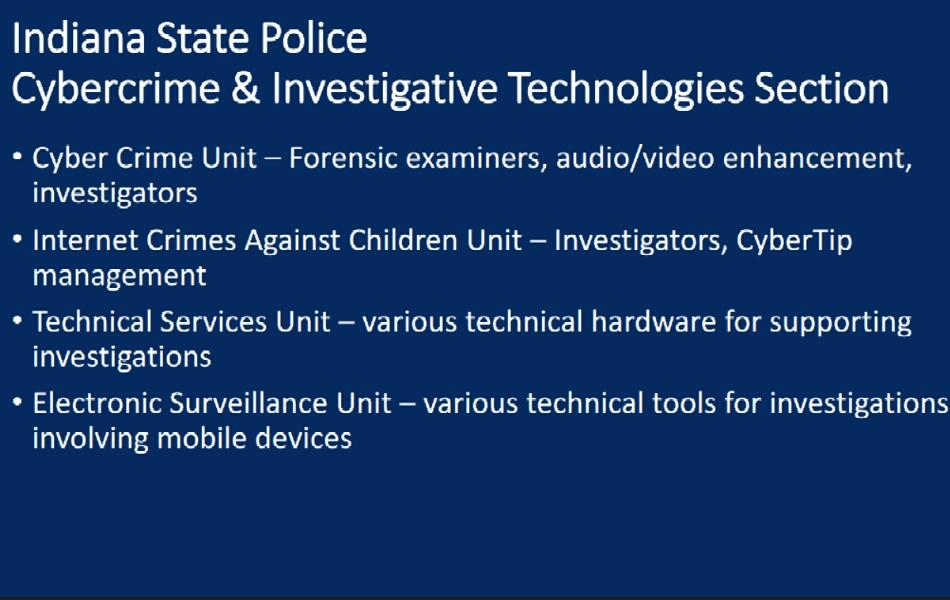 Indiana State Police
Cybercrime & Investigative Technologies Section
• Cyber Crime Unit – Forensic examiners, audio/video enhancement,
investigators
• Internet Crimes Against Children Unit – Investigators, CyberTip
management
• Technical Services Unit – various technical hardware for supporting
investigations
• Electronic Surveillance Unit – various technical tools for investigations
involving mobile devices